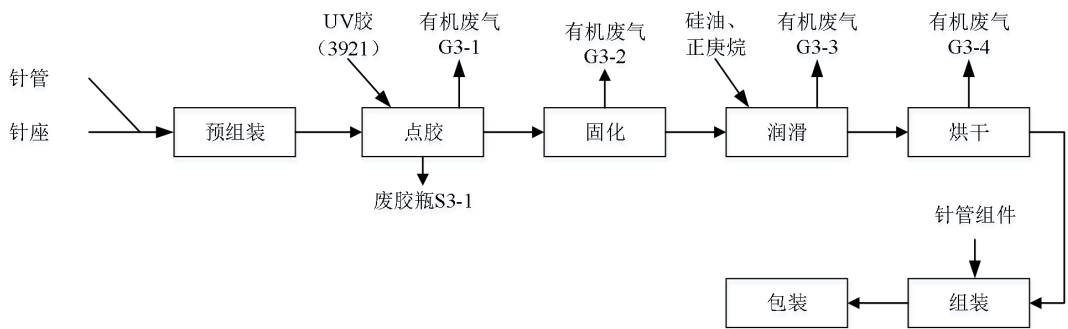 UV胶
（3921）
有机废气
G3-1
有机废气
G3-2
硅油、
正庚烷
有机废气
G3-3
有机废气
G3-4
针管
针座
预组装
点胶
固化
润滑
烘干
废胶瓶S3-1
针管组件
包装
组装